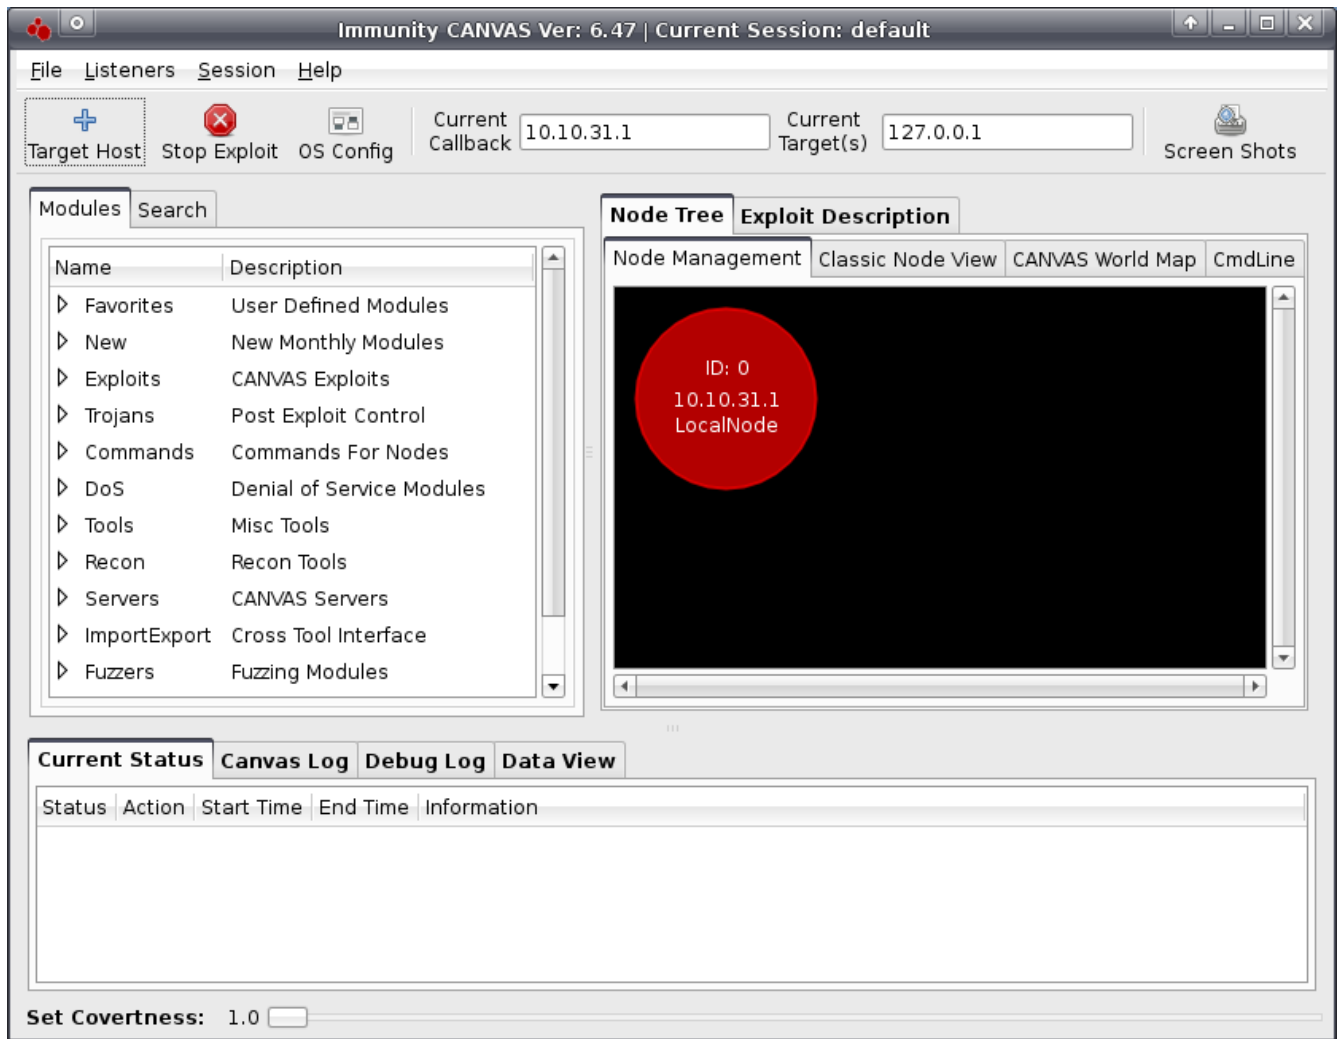 Immunity CANVAS Ver: 6.47 | Current Session: default
File Listeners Session Help
Target Host Stop Exploit OS Config Current Callback 10.10.31.1 Current Target(s) 127.0.0.1 Screen Shots
Modules Search
Name Description
Favorites User Defined Modules
New New Monthly Modules
Exploits CANVAS Exploits
Trojans Post Exploit Control
Commands Commands For Nodes
DoS Denial of Service Modules
Tools Misc Tools
Recon Recon Tools
Servers CANVAS Servers
ImportExport Cross Tool Interface
Fuzzers Fuzzing Modules
Node Tree Exploit Description
Node Management Classic Node View CANVAS World Map CmdLine
ID: 0
10.10.31.1
LocalNode
Current Status Canvas Log Debug Log Data View
Status Action Start Time End Time Information
Set Covertness: 1.0